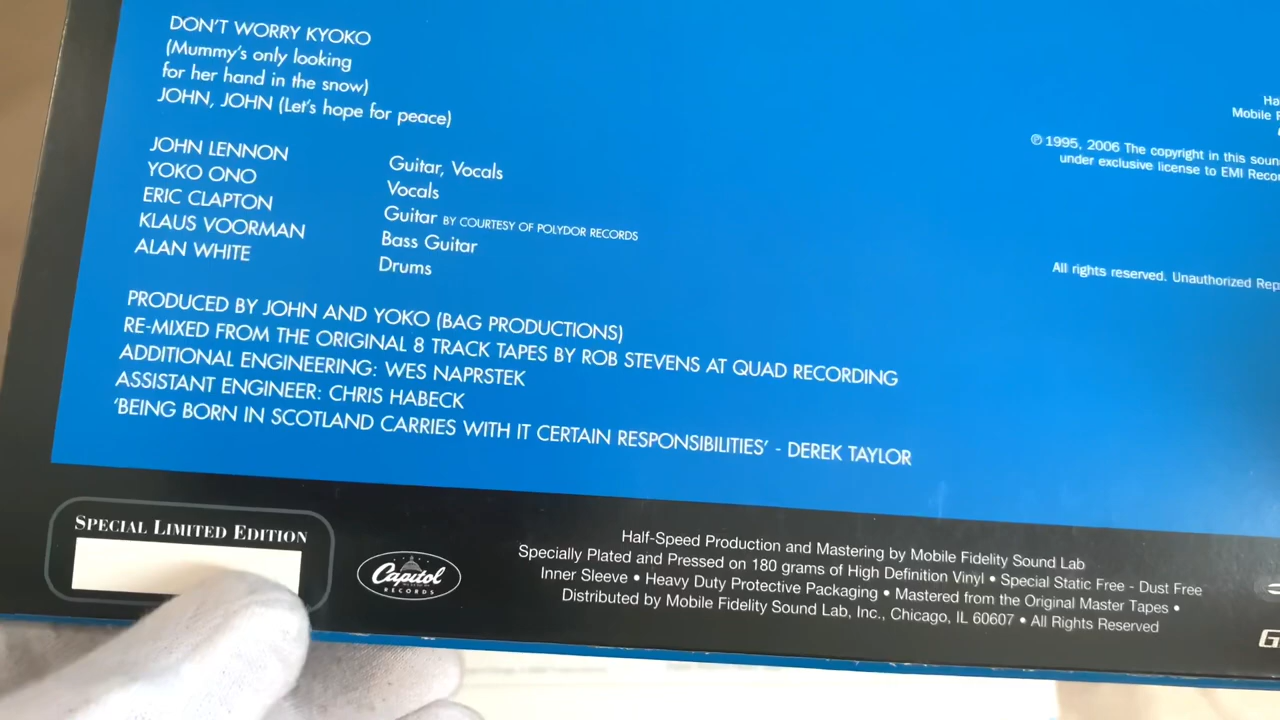 DON'T WORRY KYOKO
(Mummy's only looking
for her hand in the snow)
JOHN, JOHN (Let's hope for peace)
JOHN LENNON Guitar, Vocals
YOKO ONO Vocals
ERIC CLAPTON Guitar BY COURTESY OF POLYDOR RECORDS
KLAUS VOORMAN Bass Guitar
ALAN WHITE Drums
PRODUCED BY JOHN AND YOKO (BAG PRODUCTIONS)
RE-MIXED FROM THE ORIGINAL 8 TRACK TAPES BY ROB STEVENS AT QUAD RECORDING
ADDITIONAL ENGINEERING: WES NAPRSTEK
ASSISTANT ENGINEER: CHRIS HABECK
'BEING BORN IN SCOTLAND CARRIES WITH IT CERTAIN RESPONSIBILITIES' - DEREK TAYLOR
Mobile
℗ 1995, 2006 The copyright in this
under exclusive license to EMI
All rights reserved. Unauthorized
SPECIAL LIMITED EDITION
Capitol
RECORDS
Half-Speed Production and Mastering by Mobile Fidelity Sound Lab
Specially Plated and Pressed on 180 grams of High Definition Vinyl • Special Static Free - Dust Free
Inner Sleeve • Heavy Duty Protective Packaging • Mastered from the Original Master Tapes •
Distributed by Mobile Fidelity Sound Lab, Inc., Chicago, IL 60607 • All Rights Reserved